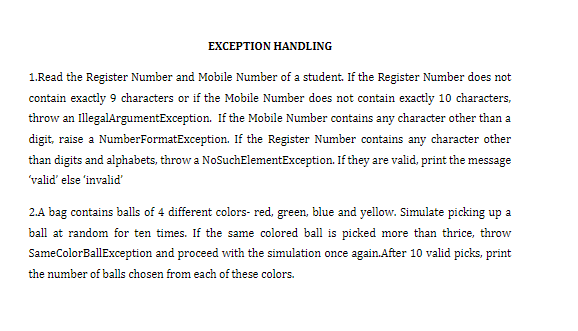 EXCEPTION HANDLING
1.Read the Register Number and Mobile Number of a student. If the Register Number does not
contain exactly 9 characters or if the Mobile Number does not contain exactly 10 characters,
throw an IllegalArgumentException. If the Mobile Number contains any character other than a
digit, raise a NumberFormatException. If the Register Number contains any character other
than digits and alphabets, throw a NoSuchElementException. If they are valid, print the message
‘valid’ else ‘invalid’
2.A bag contains balls of 4 different colors- red, green, blue and yellow. Simulate picking up a
ball at random for ten times. If the same colored ball is picked more than thrice, throw
SameColorBallException and proceed with the simulation once again.After 10 valid picks, print
the number of balls chosen from each of these colors.